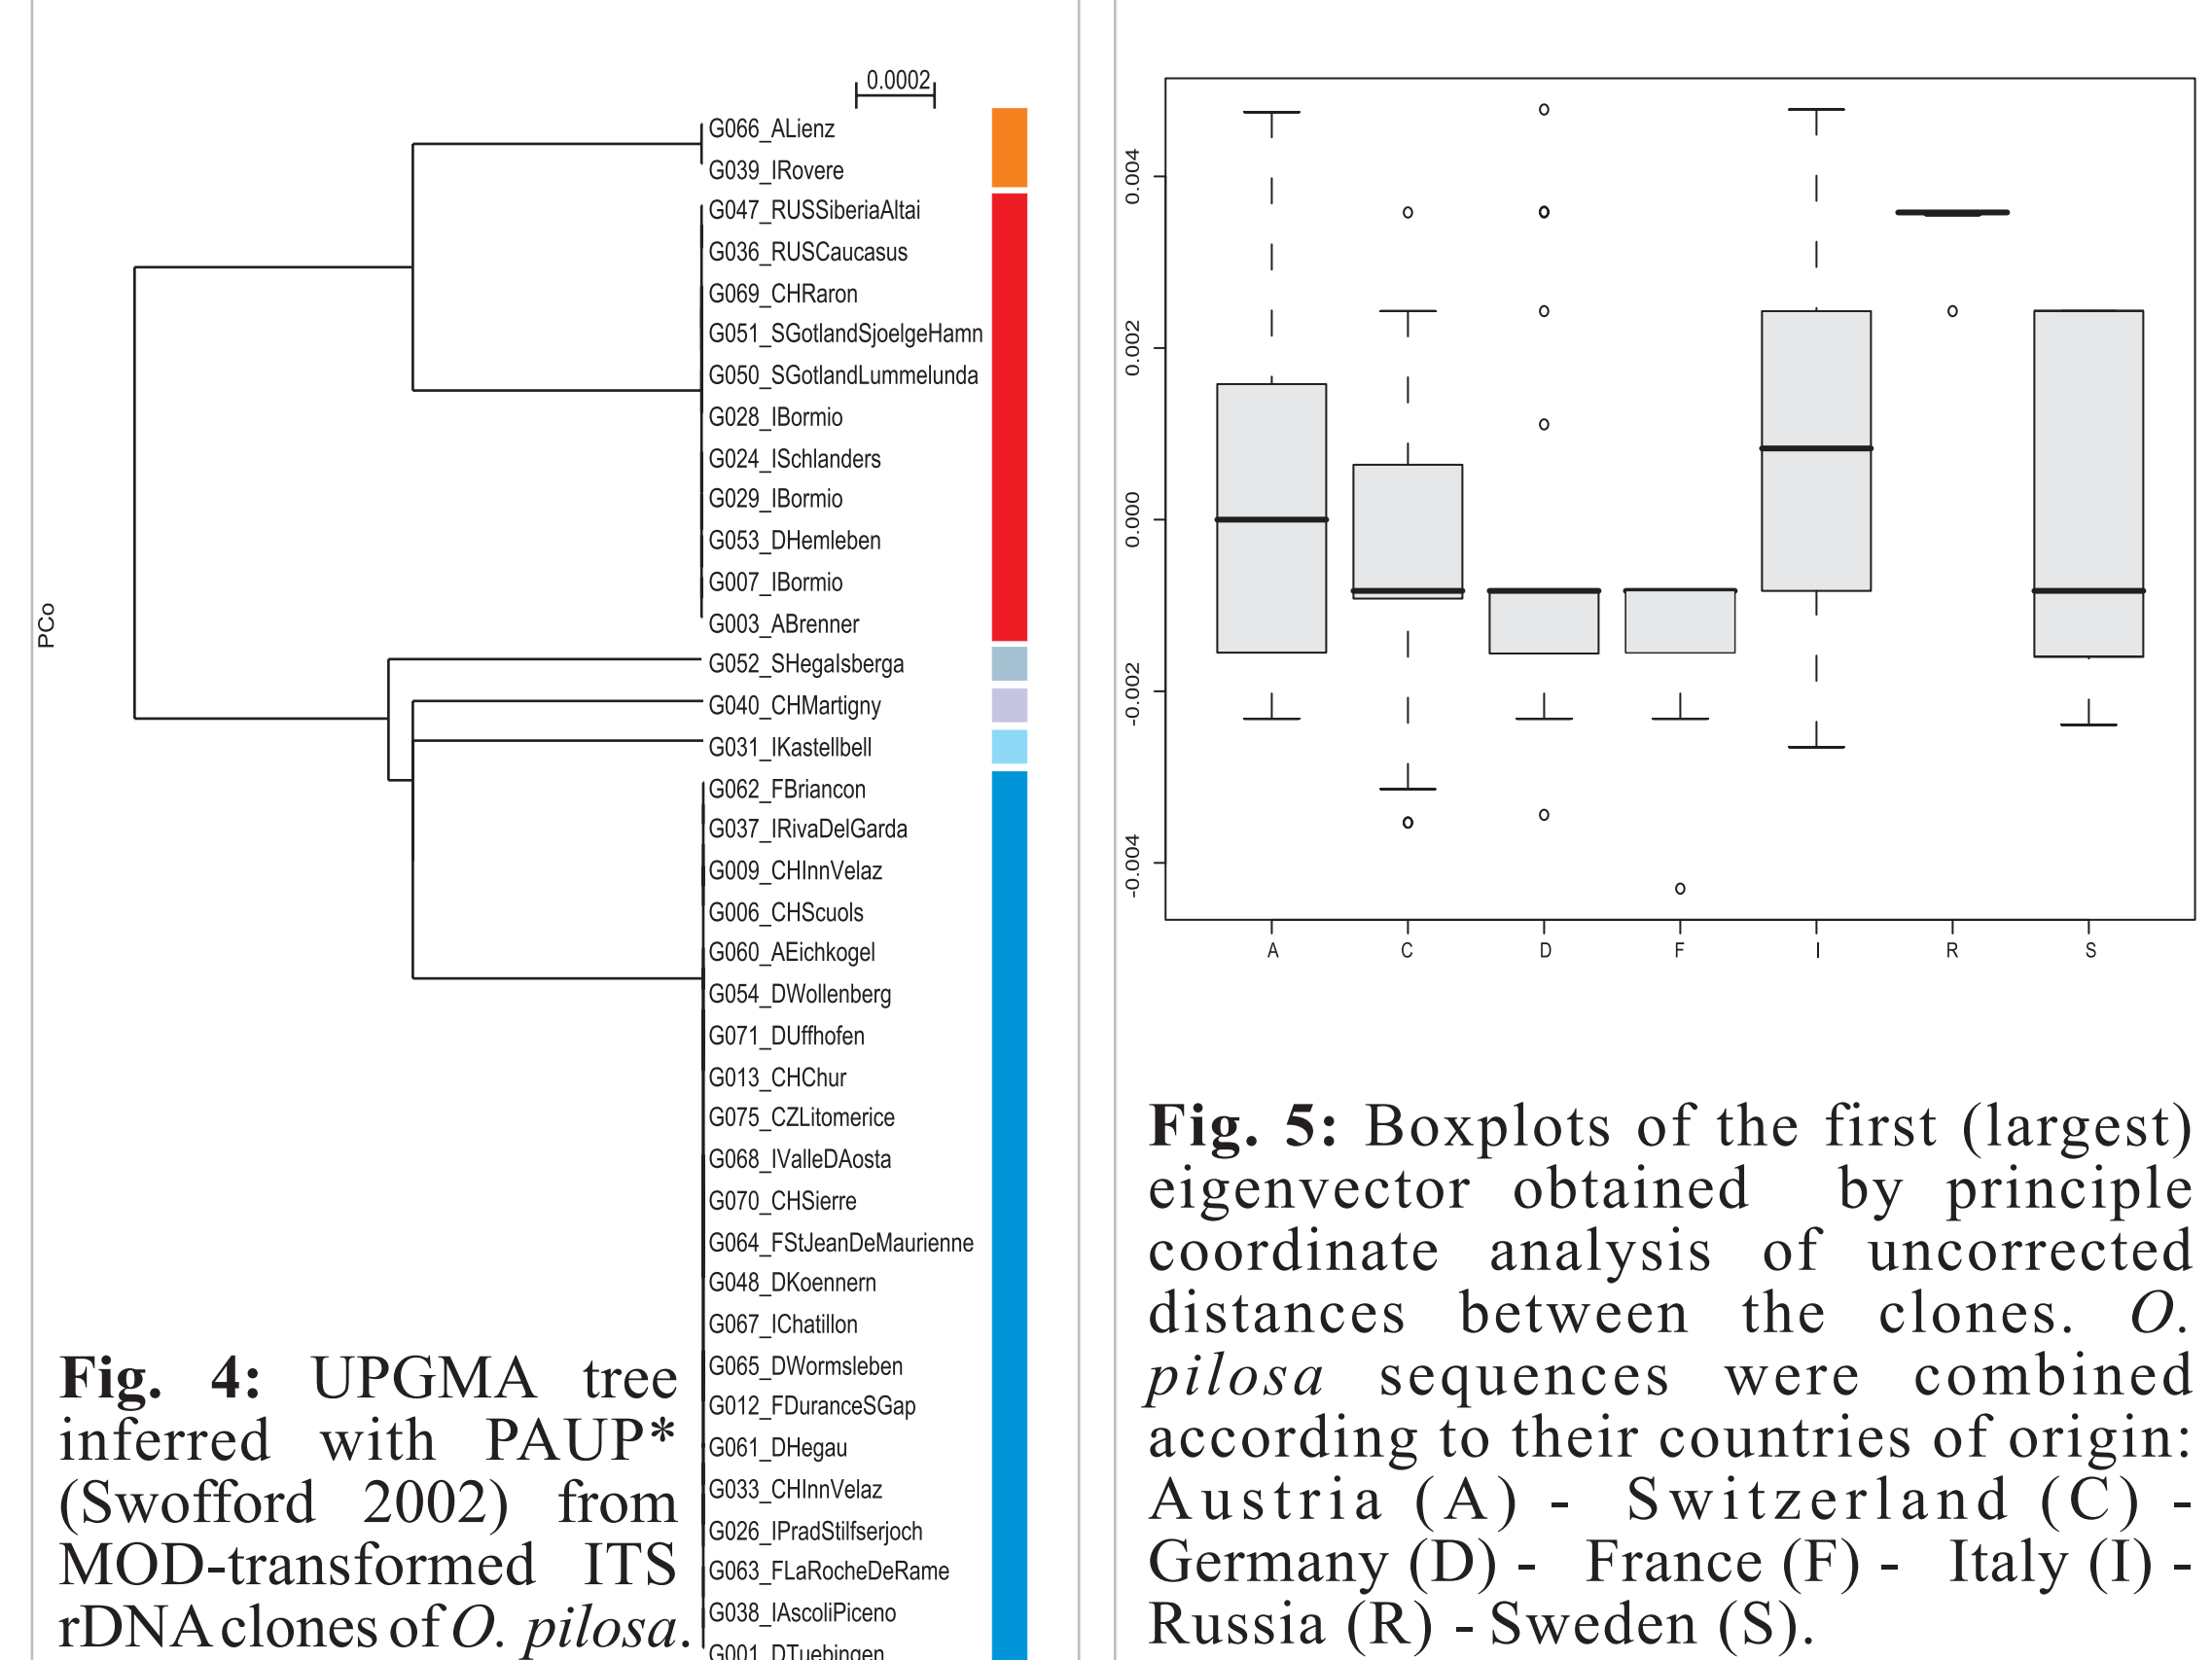 0.0002
G066_ALienz
G039_IRovere
G047_RUSSiberiaAltai
G036_RUSCaucasus
G069_CHRaron
G051_SGotlandSjoelgeHamn
G050_SGotlandLummelunda
G028_IBormio
G024_ISchlanders
G029_IBormio
G053_DHemleben
G007_IBormio
G003_ABrenner
G052_SHegalsberga
G040_CHMartigny
G031_IKastellbell
G062_FBriancon
G037_IRivaDelGarda
G009_CHInnVelaz
G006_CHScuols
G060_AEichkogel
G054_DWollenberg
G071_DUffhofen
G013_CHChur
G075_CZLitomerice
G068_IValleDAosta
G070_CHSierre
G064_FStJeanDeMaurienne
G048_DKoennern
G067_IChatillon
G065_DWormsleben
G012_FDuranceSGap
G061_DHegau
G033_CHInnVelaz
G026_IPradStilfserjoch
G063_FLaRocheDeRame
G038_IAscoliPiceno
G001_DTuebingen
PCo
Fig. 4: UPGMA tree
inferred with PAUP*
(Swofford 2002) from
MOD-transformed ITS
rDNA clones of O. pilosa.
0.004
0.002
0.000
-0.002
-0.004
A C D F I R S
Fig. 5: Boxplots of the first (largest)
eigenvector obtained by principle
coordinate analysis of uncorrected
distances between the clones. O.
pilosa sequences were combined
according to their countries of origin:
Austria (A) - Switzerland (C) -
Germany (D) - France (F) - Italy (I) -
Russia (R) - Sweden (S).